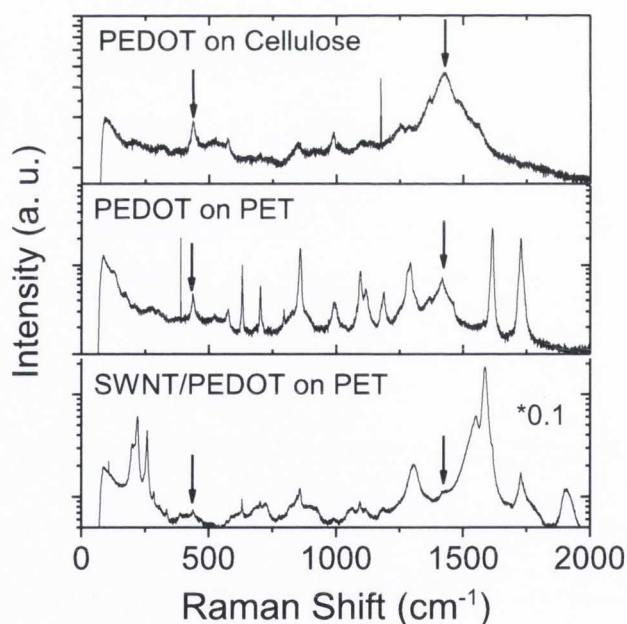 PEDOT on Cellulose
PEDOT on PET
SWNT/PEDOT on PET
*0.1
Intensity (a. u.)
0 500 1000 1500 2000
Raman Shift (cm⁻¹)